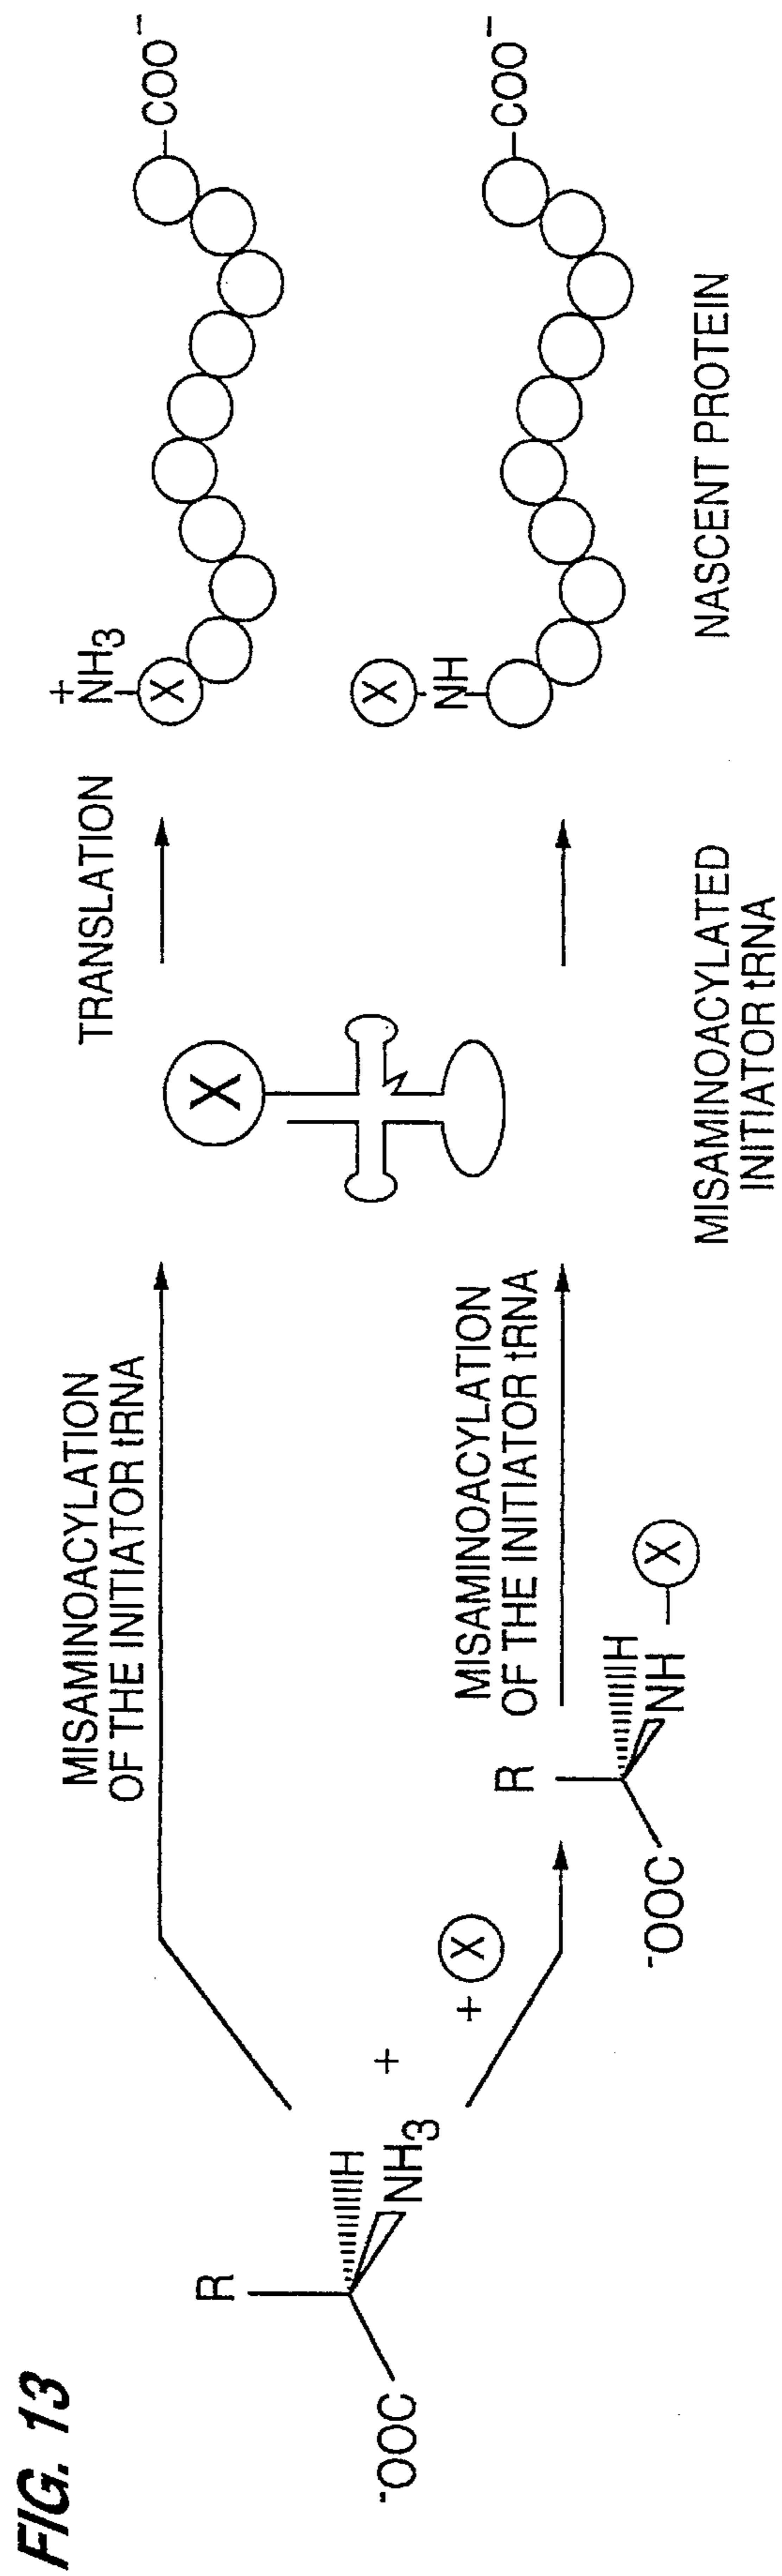 FIG. 13
R
H
-OOC
NH3
+
+ X
MISAMINOACYLATION
OF THE INITIATOR tRNA
R
H
-OOC
NH
X
MISAMINOACYLATION
OF THE INITIATOR tRNA
X
MISAMINOACYLATED
INITIATOR tRNA
TRANSLATION
+
NH3
X
COO-
X
NH
COO-
NASCENT PROTEIN